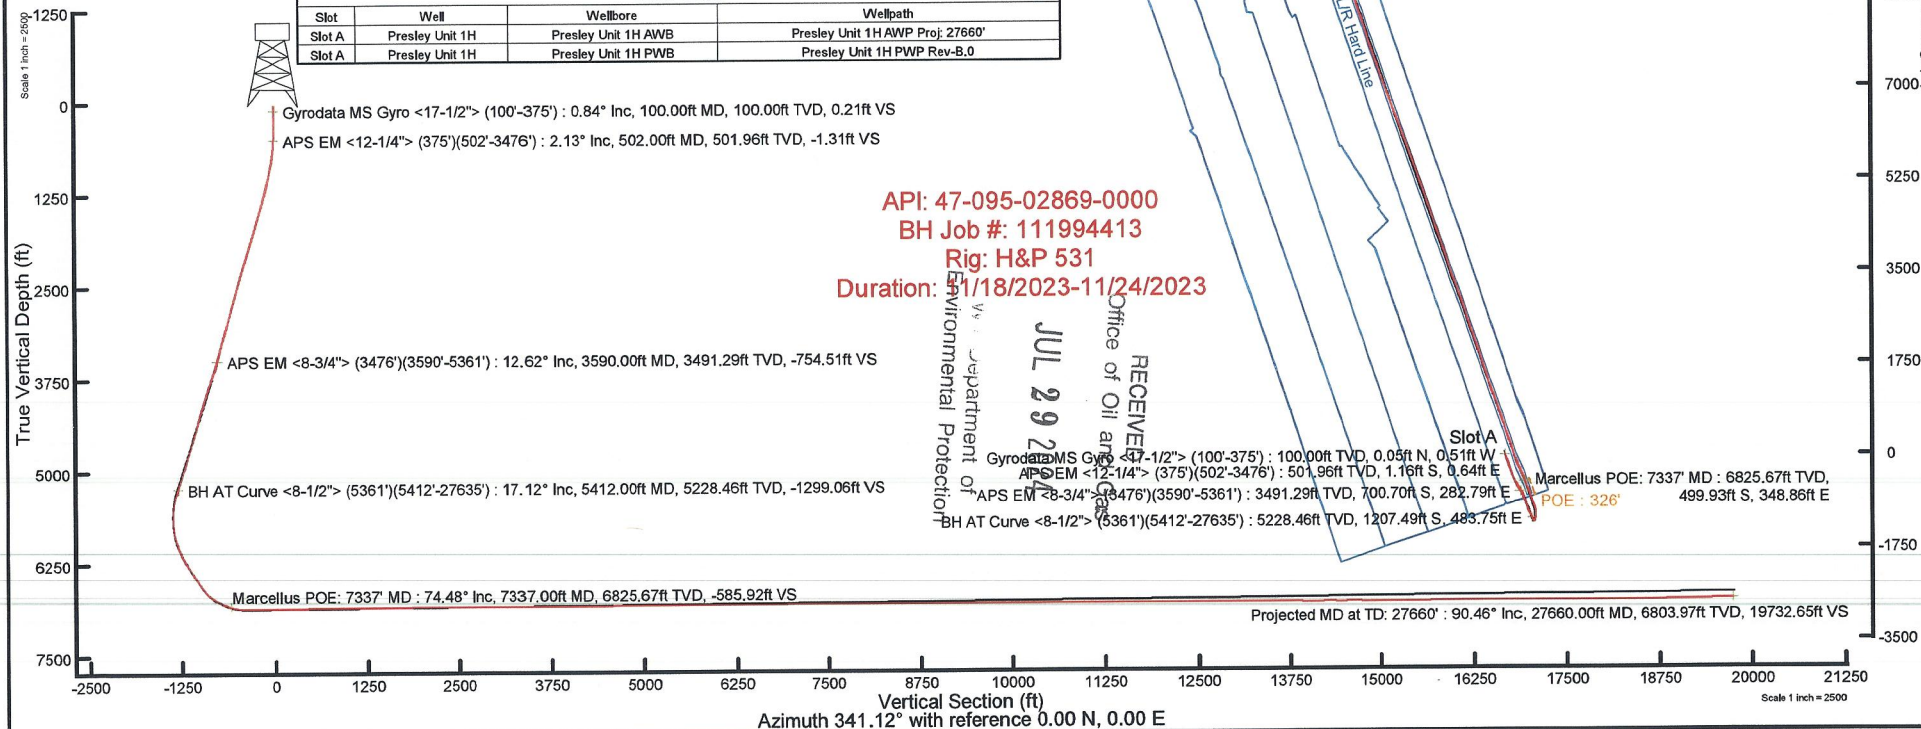 Slot Well Wellbore Wellpath
Slot A Presley Unit 1H Presley Unit 1H AWB Presley Unit 1H AWP Proj: 27660'
Slot A Presley Unit 1H Presley Unit 1H PWB Presley Unit 1H PWP Rev-B.0
Scale 1 inch = 2500
True Vertical Depth (ft)
-1250
0
1250
2500
3750
5000
6250
7500
Gyrodata MS Gyro <17-1/2"> (100'-375') : 0.84° Inc, 100.00ft MD, 100.00ft TVD, 0.21ft VS
APS EM <12-1/4"> (375')(502'-3476') : 2.13° Inc, 502.00ft MD, 501.96ft TVD, -1.31ft VS
APS EM <8-3/4"> (3476')(3590'-5361') : 12.62° Inc, 3590.00ft MD, 3491.29ft TVD, -754.51ft VS
BH AT Curve <8-1/2"> (5361')(5412'-27635') : 17.12° Inc, 5412.00ft MD, 5228.46ft TVD, -1299.06ft VS
Marcellus POE: 7337' MD : 74.48° Inc, 7337.00ft MD, 6825.67ft TVD, -585.92ft VS
Projected MD at TD: 27660' : 90.46° Inc, 27660.00ft MD, 6803.97ft TVD, 19732.65ft VS
API: 47-095-02869-0000
BH Job #: 111994413
Rig: H&P 531
Duration: 11/18/2023-11/24/2023
RECEIVED
Office of Oil and Gas
JUL 29 2024
Department of
Environmental Protection
L/R Hard Line
Slot A
Gyrodata MS Gyro <17-1/2"> (100'-375') : 100.00ft TVD, 0.05ft N, 0.51ft W
APS EM <12-1/4"> (375')(502'-3476') : 501.96ft TVD, 1.16ft S, 0.64ft E
APS EM <8-3/4"> (3476')(3590'-5361') : 3491.29ft TVD, 700.70ft S, 282.79ft E
BH AT Curve <8-1/2"> (5361')(5412'-27635') : 5228.46ft TVD, 1207.49ft S, 483.75ft E
Marcellus POE: 7337' MD : 6825.67ft TVD,
499.93ft S, 348.86ft E
POE : 326'
7000
5250
3500
1750
0
-1750
-3500
-2500 -1250 0 1250 2500 3750 5000 6250 7500 8750 10000 11250 12500 13750 15000 16250 17500 18750 20000 21250
Vertical Section (ft)
Scale 1 inch = 2500
Azimuth 341.12° with reference 0.00 N, 0.00 E